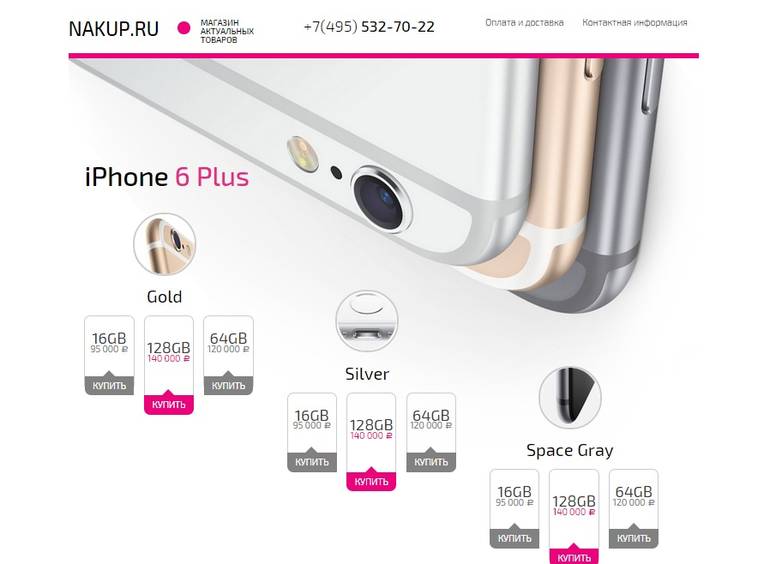 NAKUP.RU
МАГАЗИН
АКТУАЛЬНЫХ
ТОВАРОВ
+7(495) 532-70-22
Оплата и доставка
Контактная информация
iPhone 6 Plus
Gold
16GB
95 000 ₽
КУПИТЬ
128GB
140 000 ₽
КУПИТЬ
64GB
120 000 ₽
КУПИТЬ
Silver
16GB
95 000 ₽
КУПИТЬ
128GB
140 000 ₽
КУПИТЬ
64GB
120 000 ₽
КУПИТЬ
Space Gray
16GB
95 000 ₽
КУПИТЬ
128GB
140 000 ₽
КУПИТЬ
64GB
120 000 ₽
КУПИТЬ